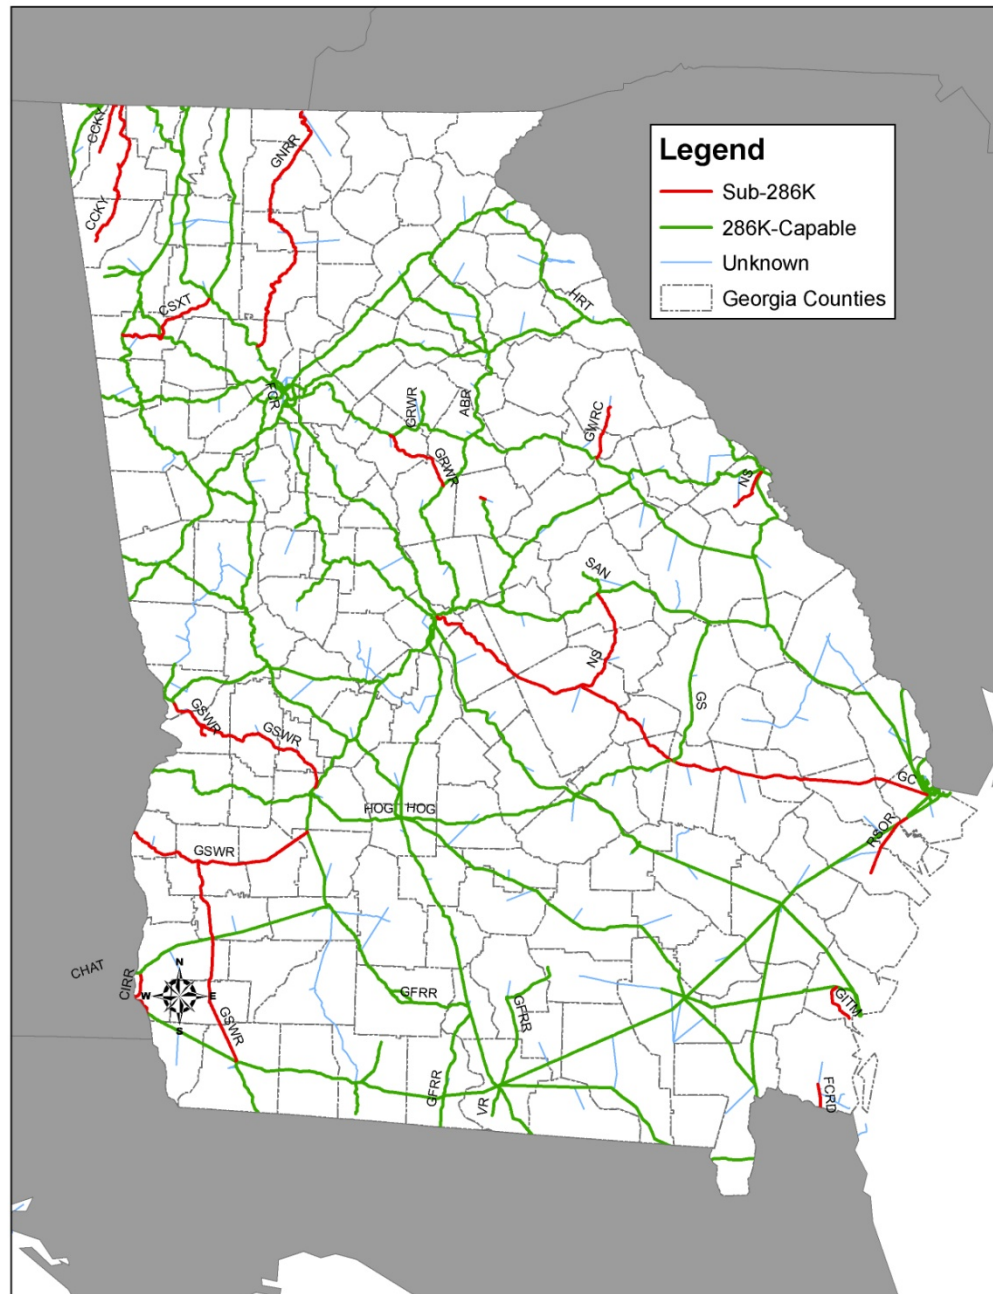 CCKY
GNRR
Legend
Sub-286K
286K-Capable
Unknown
Georgia Counties
CCKY
CSXT
HRT
FCR
GRWR
ABR
GWRC
GRWR
NS
SAN
NS
GS
GSWR
GSWR
GC
HOG
HOG
RSOR
GSWR
CHAT
CIRR
N
W
E
S
GFRR
GFRR
GITM
GSWR
GFRR
VR
FCRD